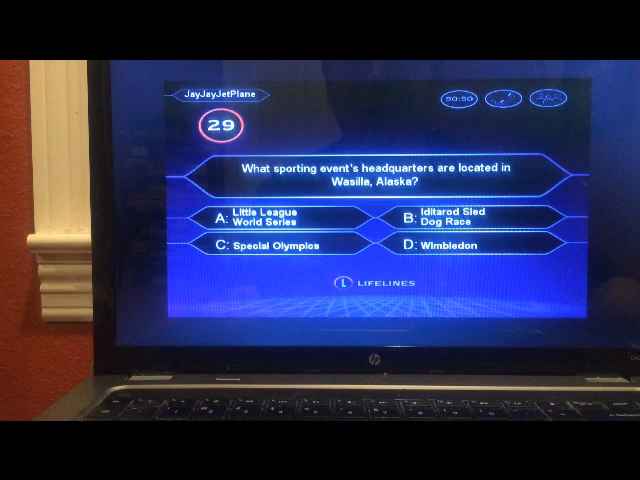 JayJayJetPlane
50:50
29
What sporting event's headquarters are located in
Wasilla, Alaska?
A: Little League
World Series
B: Iditarod Sled
Dog Race
C: Special Olympics
D: Wimbledon
L LIFELINES
hp